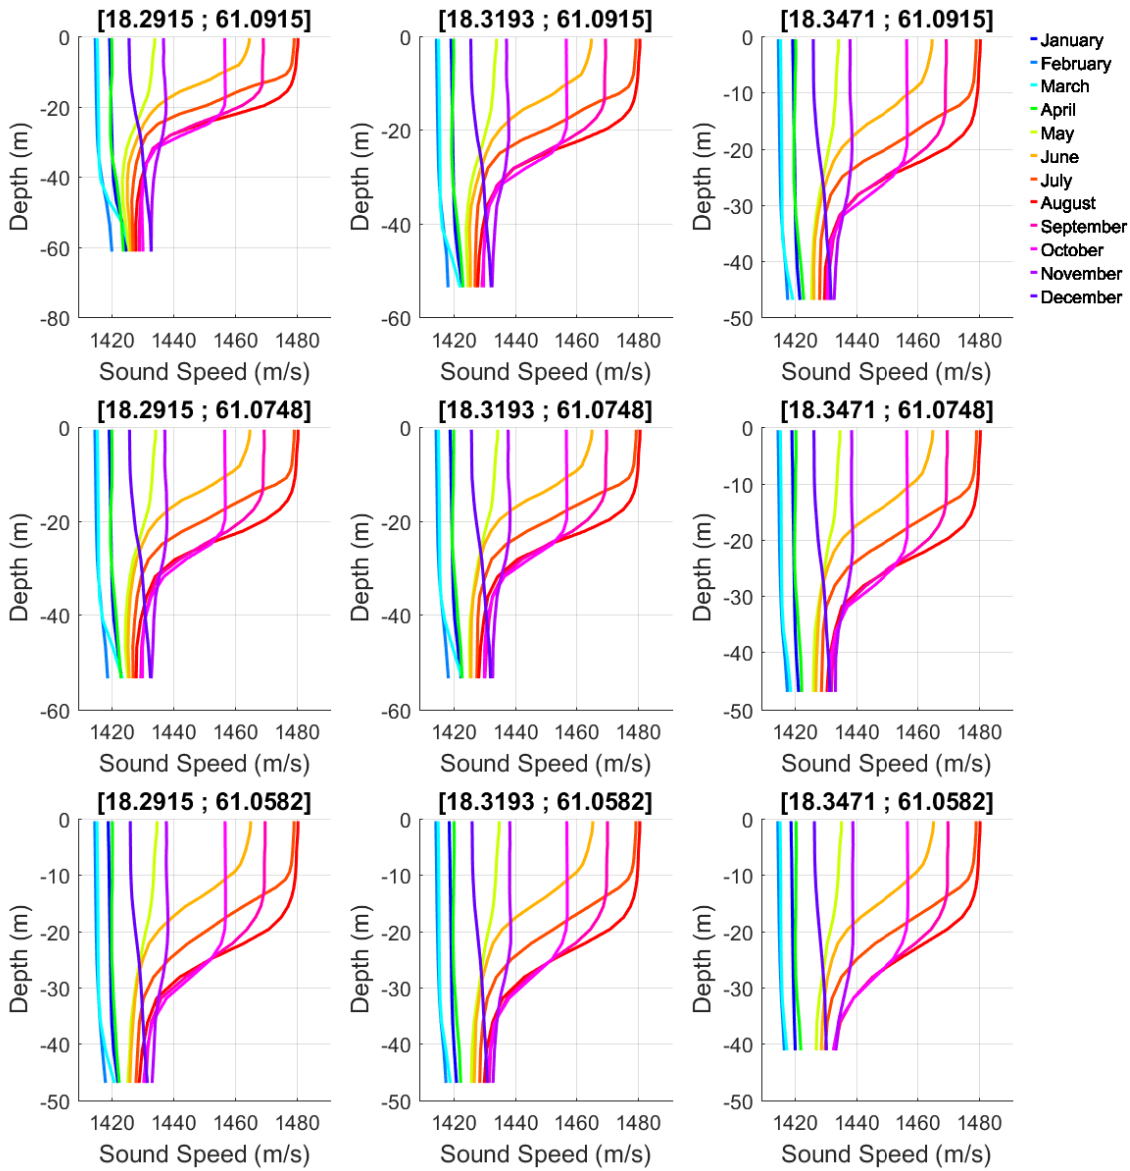 [18.2915 ; 61.0915]
0
-20
-40
-60
-80
Depth (m)
1420 1440 1460 1480
Sound Speed (m/s)
[18.3193 ; 61.0915]
0
-20
-40
-60
Depth (m)
1420 1440 1460 1480
Sound Speed (m/s)
[18.3471 ; 61.0915]
0
-10
-20
-30
-40
-50
Depth (m)
1420 1440 1460 1480
Sound Speed (m/s)
January
February
March
April
May
June
July
August
September
October
November
December
[18.2915 ; 61.0748]
0
-20
-40
-60
Depth (m)
1420 1440 1460 1480
Sound Speed (m/s)
[18.3193 ; 61.0748]
0
-20
-40
-60
Depth (m)
1420 1440 1460 1480
Sound Speed (m/s)
[18.3471 ; 61.0748]
0
-10
-20
-30
-40
-50
Depth (m)
1420 1440 1460 1480
Sound Speed (m/s)
[18.2915 ; 61.0582]
0
-10
-20
-30
-40
-50
Depth (m)
1420 1440 1460 1480
Sound Speed (m/s)
[18.3193 ; 61.0582]
0
-10
-20
-30
-40
-50
Depth (m)
1420 1440 1460 1480
Sound Speed (m/s)
[18.3471 ; 61.0582]
0
-10
-20
-30
-40
-50
Depth (m)
1420 1440 1460 1480
Sound Speed (m/s)